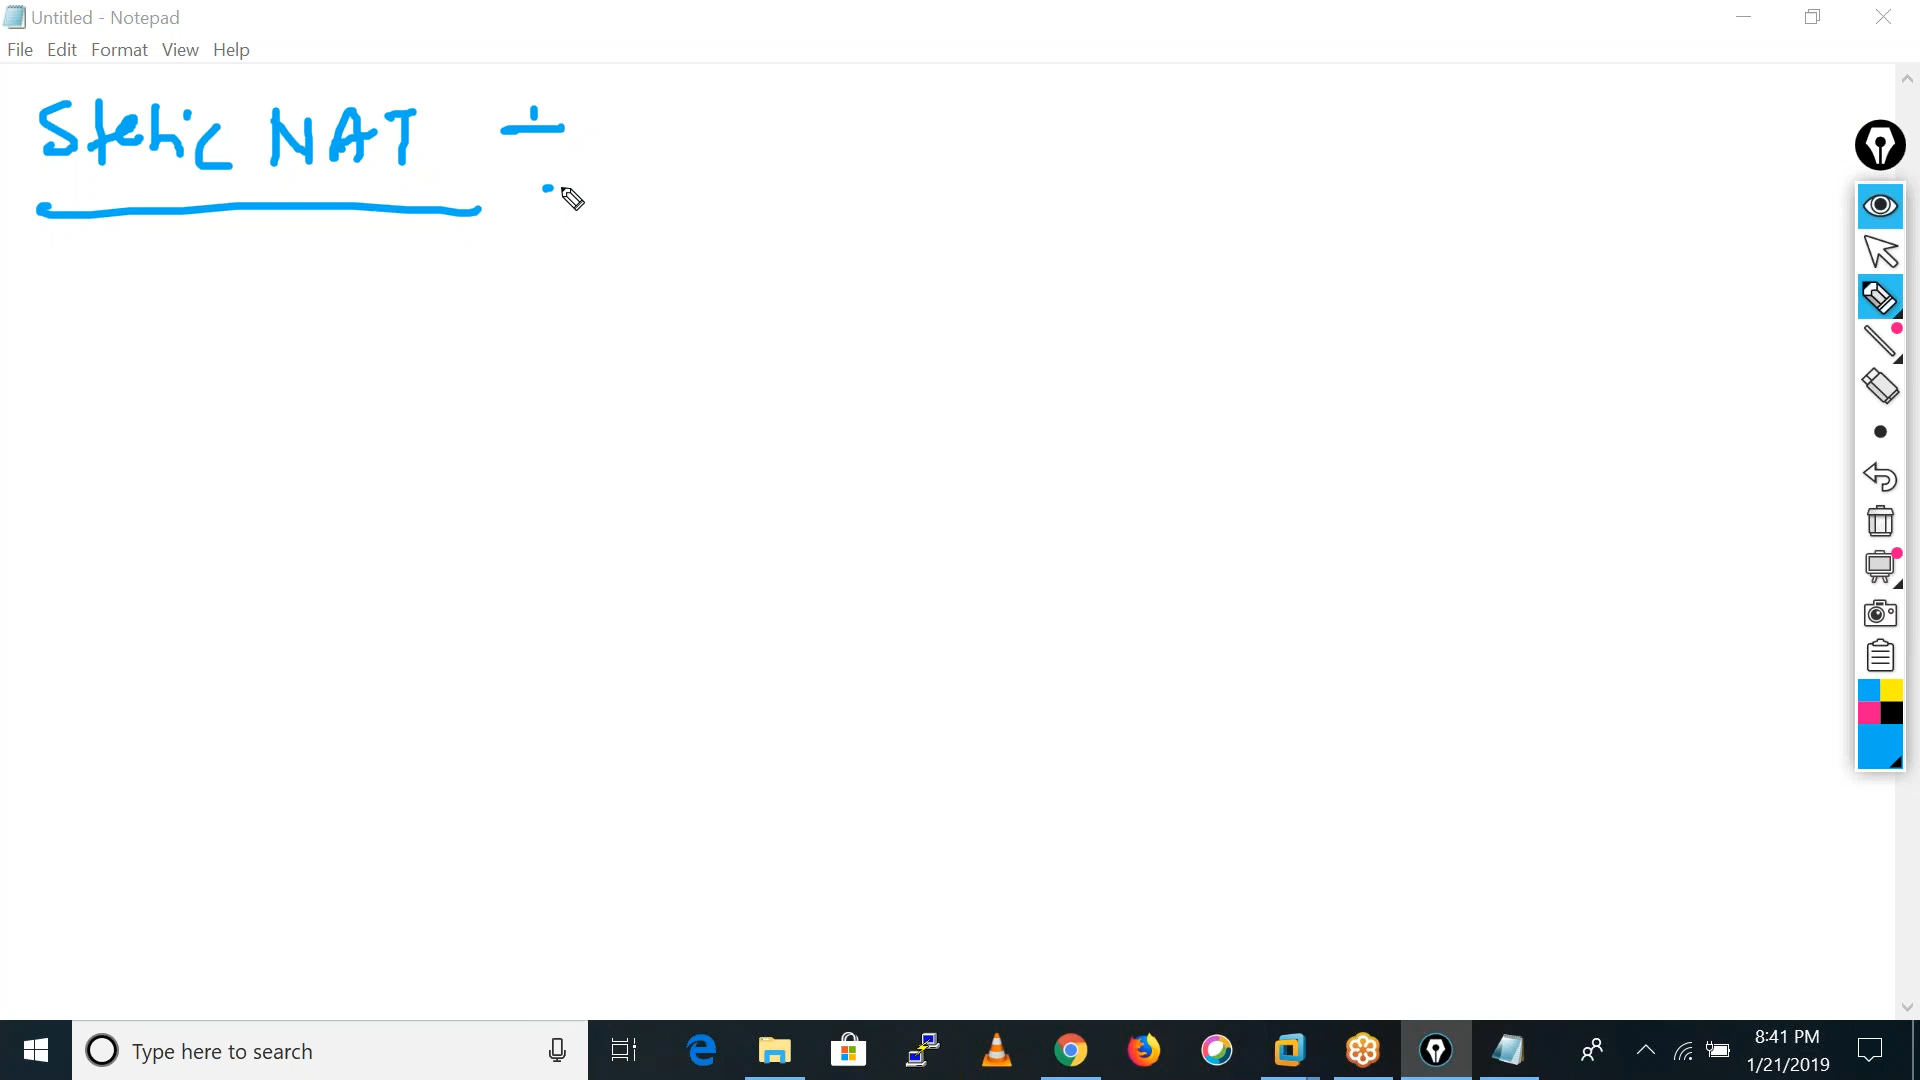 Untitled - Notepad
File Edit Format View Help
Static NAT
Type here to search
8:41 PM
1/21/2019